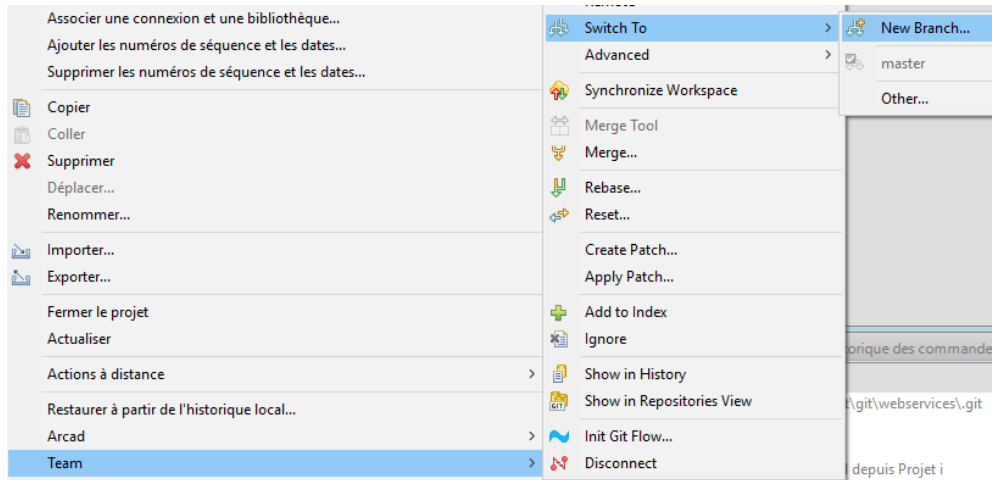 Associer une connexion et une bibliothèque...
Ajouter les numéros de séquence et les dates...
Supprimer les numéros de séquence et les dates...
Copier
Coller
Supprimer
Déplacer...
Renommer...
Importer...
Exporter...
Fermer le projet
Actualiser
Actions à distance
Restaurer à partir de l'historique local...
Arcad
Team
Switch To
Advanced
Synchronize Workspace
Merge Tool
Merge...
Rebase...
Reset...
Create Patch...
Apply Patch...
Add to Index
Ignore
Show in History
GIT
Show in Repositories View
Init Git Flow...
Disconnect
New Branch...
master
Other...
orique des commande
t\git\webservices\.git
l depuis Projet i